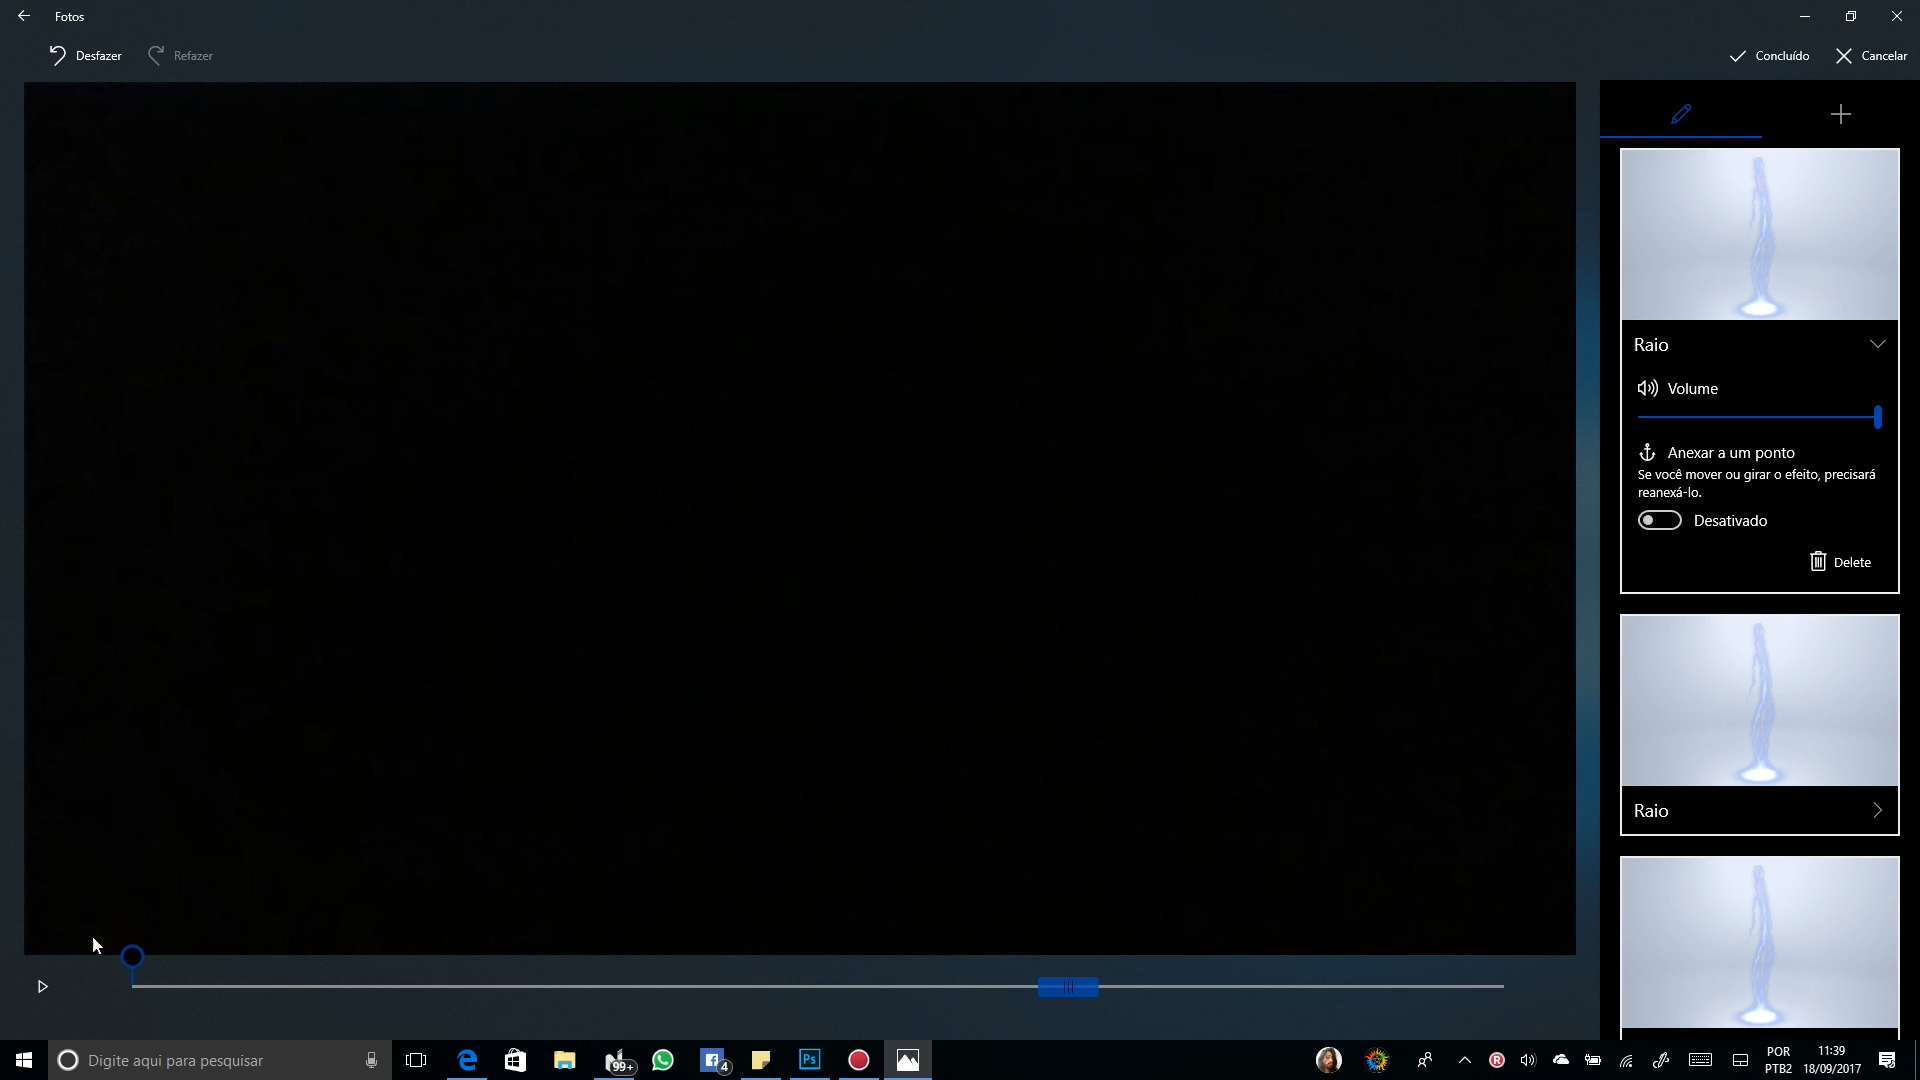 Fotos
Desfazer
Refazer
Concluído
Cancelar
Raio
Volume
Anexar a um ponto
Se você mover ou girar o efeito, precisará
reanexá-lo.
Desativado
Delete
Raio
Digite aqui para pesquisar
99+
4
Ps
R
POR
PTB2
11:39
18/09/2017